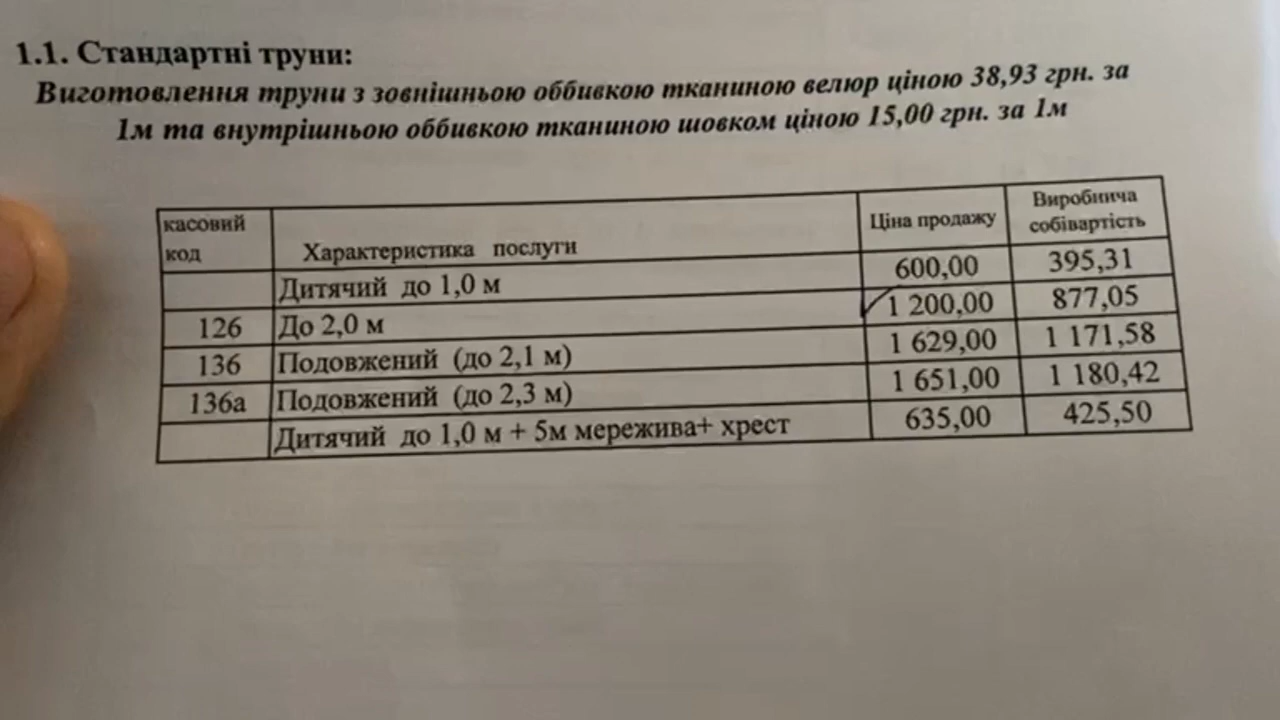 1.1. Стандартні труни:
Виготовлення труни з зовнішньою оббивкою тканиною велюр ціною 38,93 грн. за
1м та внутрішньою оббивкою тканиною шовком ціною 15,00 грн. за 1м
касовий код Характеристика послуги Ціна продажу Виробнича собівартість
Дитячий до 1,0 м 600,00 395,31
126 До 2,0 м 1 200,00 877,05
136 Подовжений (до 2,1 м) 1 629,00 1 171,58
136а Подовжений (до 2,3 м) 1 651,00 1 180,42
Дитячий до 1,0 м + 5м мережива+ хрест 635,00 425,50